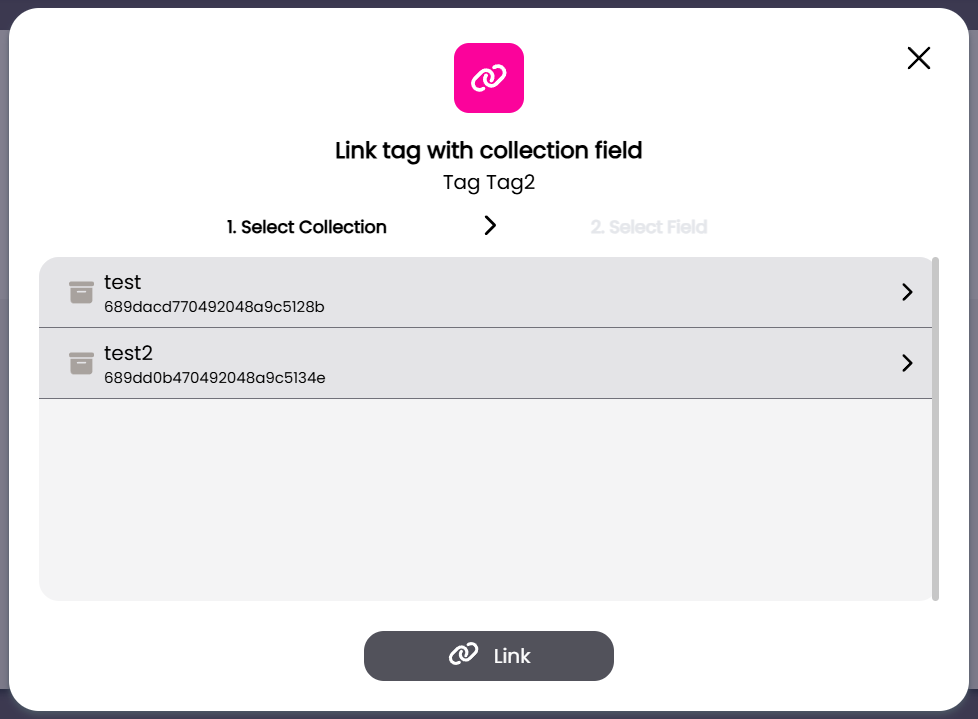 Link tag with collection field
Tag Tag2
1. Select Collection
2. Select Field
test
689dacd770492048a9c5128b
test2
689dd0b470492048a9c5134e
Link